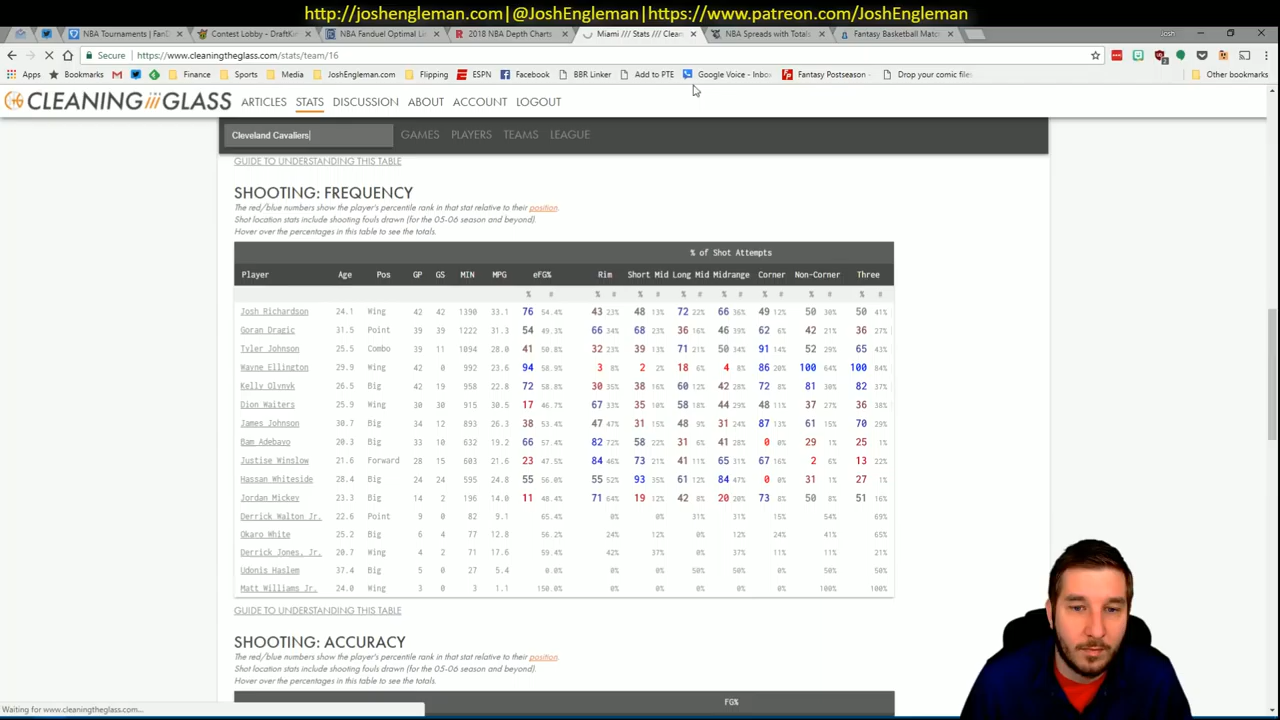 http://joshengleman.com|@JoshEngleman|https://www.patreon.com/JoshEngleman
NBA Tournaments | FanD
Contest Lobby - DraftKin
NBA Fanduel Optimal Lin
2018 NBA Depth Charts
Miami /// Stats /// Clean
NBA Spreads with Totals
Fantasy Basketball Match
Josh
Secure
https://www.cleaningtheglass.com/stats/team/16
Apps
Bookmarks
Finance
Sports
Media
JoshEngleman.com
Flipping
ESPN
Facebook
BBR Linker
Add to PTE
Google Voice - Inbox
Fantasy Postseason -
Drop your comic files
Other bookmarks
CLEANING GLASS
ARTICLES STATS DISCUSSION ABOUT ACCOUNT LOGOUT
Cleveland Cavaliers
GAMES PLAYERS TEAMS LEAGUE
GUIDE TO UNDERSTANDING THIS TABLE
SHOOTING: FREQUENCY
The red/blue numbers show the player's percentile rank in that stat relative to their position.
Shot location stats include shooting fouls drawn (for the 05-06 season and beyond).
Hover over the percentages in this table to see the totals.
% of Shot Attempts
Player Age Pos GP GS MIN MPG eFG% Rim Short Mid Long Mid Midrange Corner Non-Corner Three
% # % # % # % # % # % # % # % #
Josh Richardson 24.1 Wing 42 42 1390 33.1 76 54.4% 43 23% 48 13% 72 22% 66 36% 49 12% 50 30% 50 41%
Goran Dragic 31.5 Point 39 39 1222 31.3 54 49.3% 66 34% 68 23% 36 16% 46 39% 62 6% 42 21% 36 27%
Tyler Johnson 25.5 Combo 39 11 1094 28.0 41 50.8% 32 23% 39 13% 71 21% 50 34% 91 14% 52 29% 65 43%
Wayne Ellington 29.9 Wing 42 0 992 23.6 94 58.9% 3 8% 2 2% 18 6% 4 8% 86 20% 100 64% 100 84%
Kelly Olynyk 26.5 Big 42 19 958 22.8 72 58.8% 30 35% 38 16% 60 12% 42 28% 72 8% 81 30% 82 37%
Dion Waiters 25.9 Wing 30 30 915 30.5 17 46.7% 67 33% 35 10% 58 18% 44 29% 48 11% 37 27% 36 38%
James Johnson 30.7 Big 34 12 893 26.3 38 53.4% 47 47% 31 15% 48 9% 31 24% 87 13% 61 15% 70 29%
Bam Adebayo 20.3 Big 33 10 632 19.2 66 57.4% 82 72% 58 22% 31 6% 41 28% 0 0% 29 1% 25 1%
Justise Winslow 21.6 Forward 28 15 603 21.6 23 47.5% 84 46% 73 21% 41 11% 65 31% 67 16% 2 6% 13 22%
Hassan Whiteside 28.4 Big 24 24 595 24.8 55 56.0% 55 52% 93 35% 61 12% 84 47% 0 0% 31 1% 27 1%
Jordan Mickey 23.3 Big 14 2 196 14.0 11 48.4% 71 64% 19 12% 42 8% 20 20% 73 8% 50 8% 51 16%
Derrick Walton Jr. 22.6 Point 9 0 82 9.1 65.4% 0% 0% 31% 31% 15% 54% 69%
Okaro White 25.2 Big 6 4 77 12.8 56.2% 24% 12% 0% 12% 24% 41% 65%
Derrick Jones, Jr. 20.7 Wing 4 2 71 17.6 59.4% 42% 37% 0% 37% 11% 11% 21%
Udonis Haslem 37.4 Big 5 0 27 5.4 0.0% 0% 0% 50% 50% 0% 50% 50%
Matt Williams Jr. 24.0 Wing 3 0 3 1.1 150.0% 0% 0% 0% 0% 0% 100% 100%
GUIDE TO UNDERSTANDING THIS TABLE
SHOOTING: ACCURACY
The red/blue numbers show the player's percentile rank in that stat relative to their position.
Shot location stats include shooting fouls drawn (for the 05-06 season and beyond).
Hover over the percentages in this table to see the totals.
FG%
Waiting for www.cleaningtheglass.com...